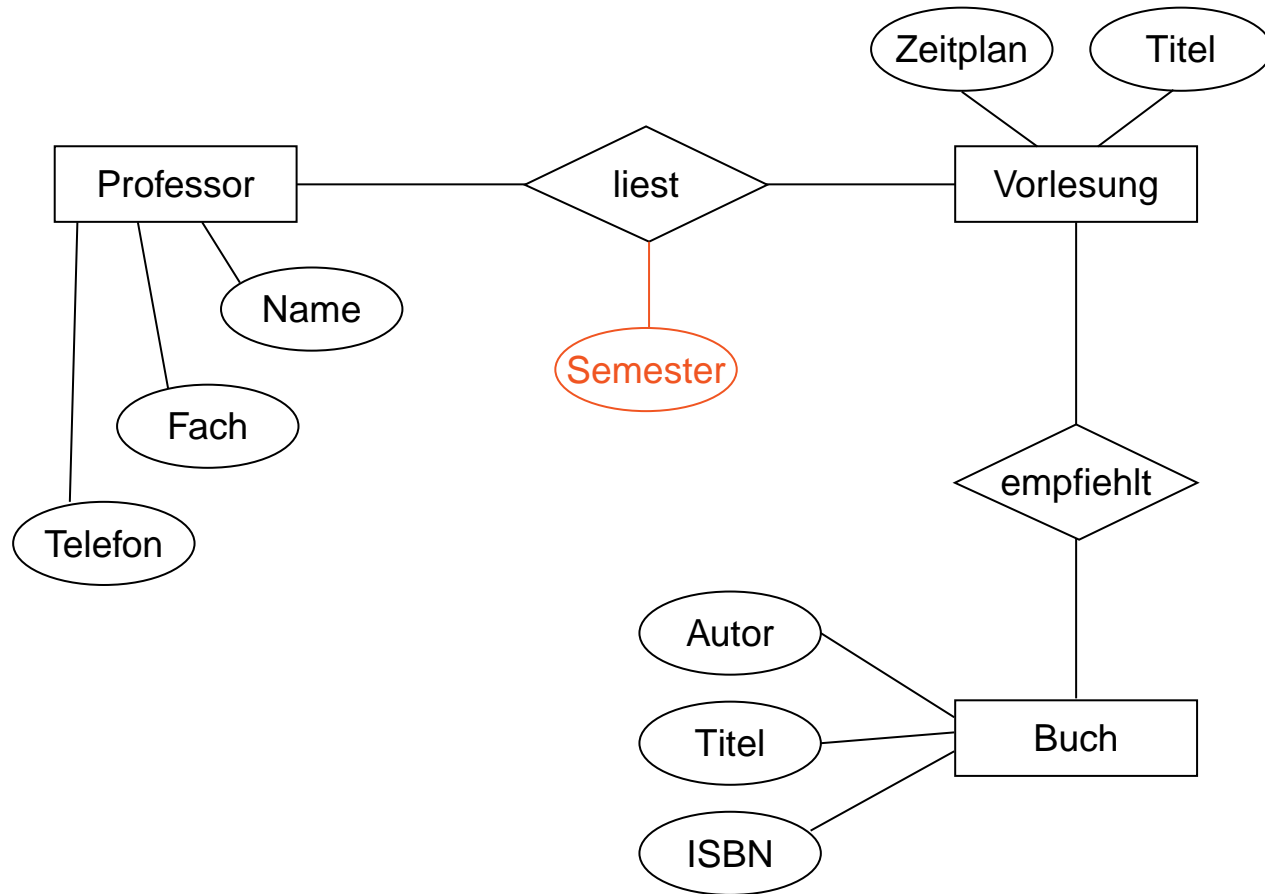 Zeitplan
Titel
Professor
liest
Vorlesung
Name
Semester
Fach
empfiehlt
Telefon
Autor
Titel
Buch
ISBN